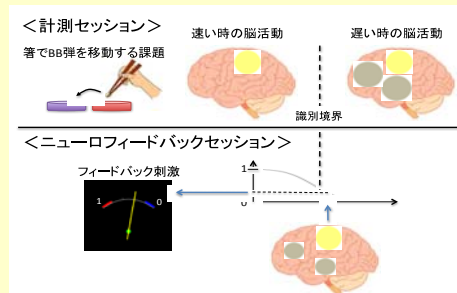 ＜計測セッション＞
箸でBB弾を移動する課題
速い時の脳活動
遅い時の脳活動
識別境界
＜ニューロフィードバックセッション＞
フィードバック刺激
1
0
1
0